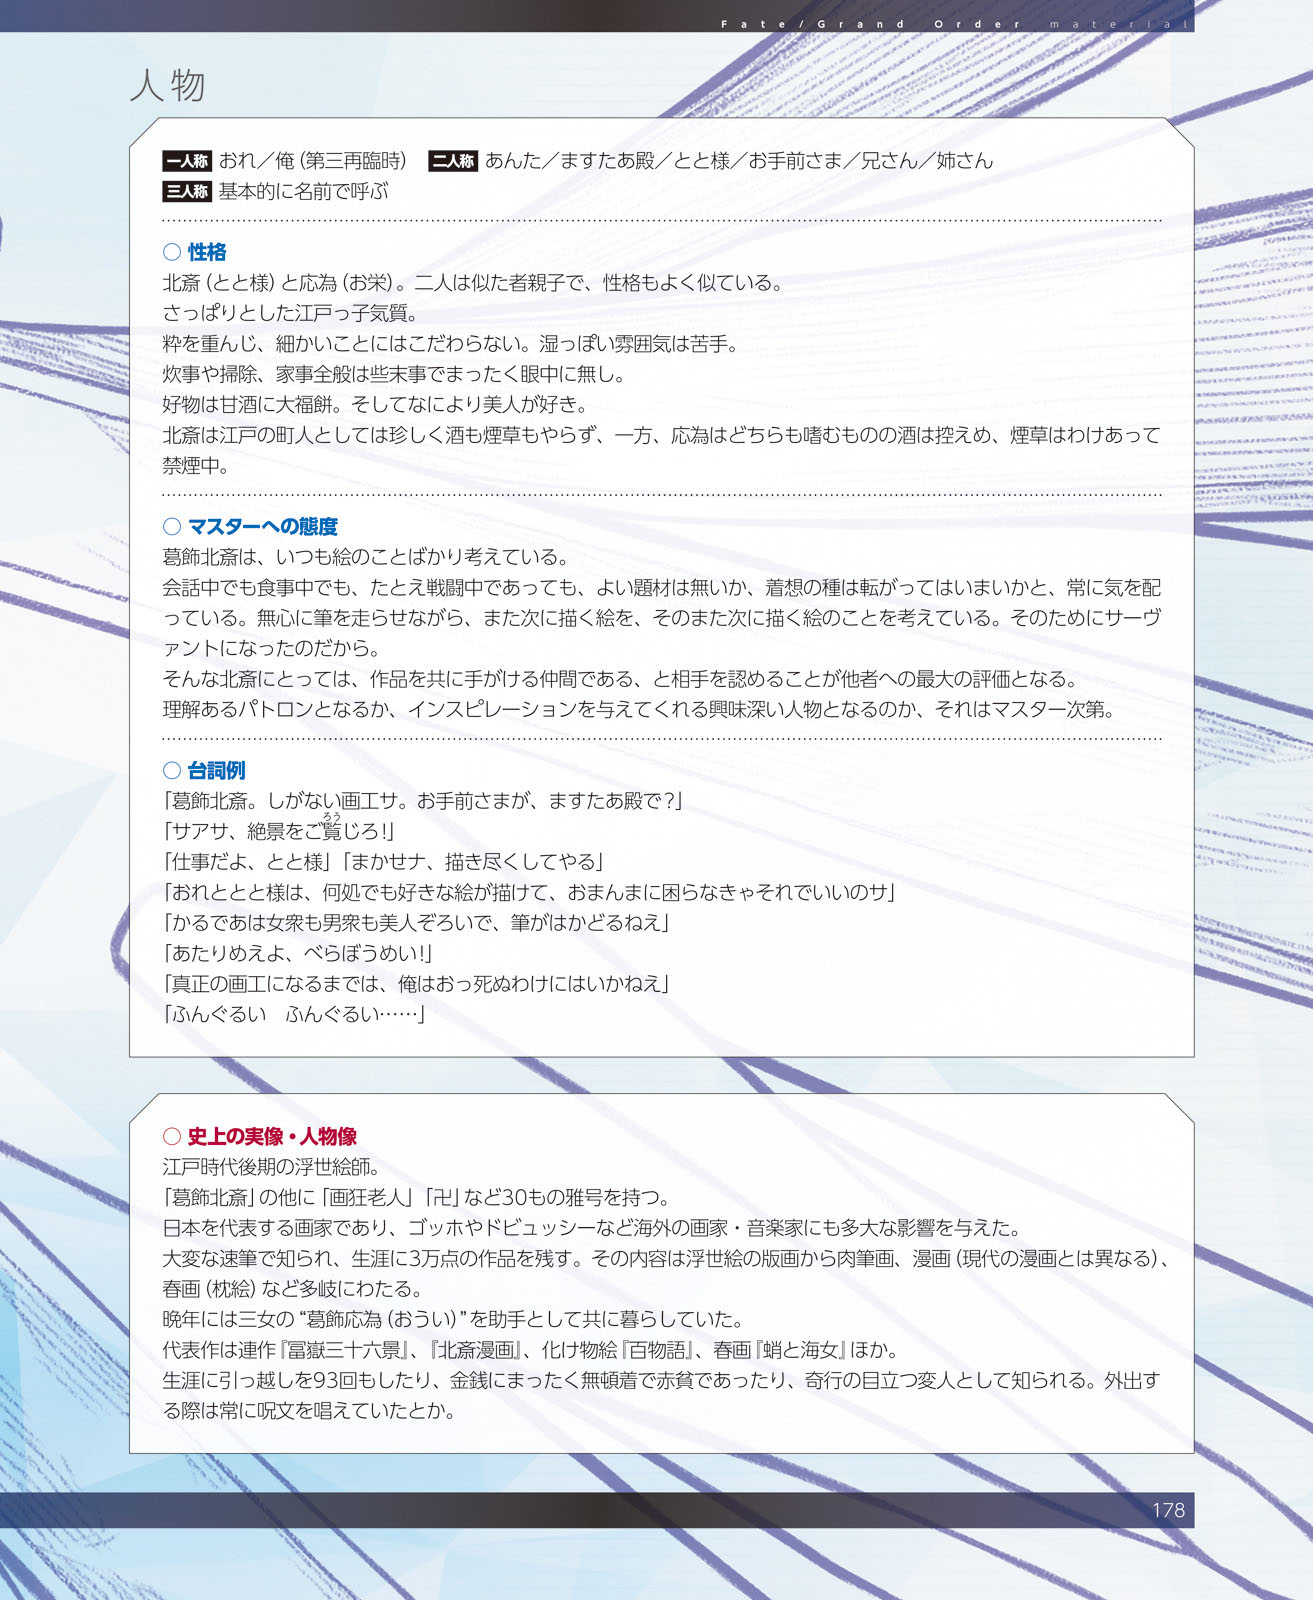 Fate/Grand Order material
人物
一人称 おれ／俺（第三再臨時） 二人称 あんた／ますたあ殿／とと様／お手前さま／兄さん／姉さん
三人称 基本的に名前で呼ぶ
○ 性格
北斎（とと様）と応為（お栄）。二人は似た者親子で、性格もよく似ている。
さっぱりとした江戸っ子気質。
粋を重んじ、細かいことにはこだわらない。湿っぽい雰囲気は苦手。
炊事や掃除、家事全般は些末事でまったく眼中に無し。
好物は甘酒に大福餅。そしてなにより美人が好き。
北斎は江戸の町人としては珍しく酒も煙草もやらず、一方、応為はどちらも嗜むものの酒は控えめ、煙草はわけあって
禁煙中。
○ マスターへの態度
葛飾北斎は、いつも絵のことばかり考えている。
会話中でも食事中でも、たとえ戦闘中であっても、よい題材は無いか、着想の種は転がってはいまいかと、常に気を配
っている。無心に筆を走らせながら、また次に描く絵を、そのまた次に描く絵のことを考えている。そのためにサーヴ
ァントになったのだから。
そんな北斎にとっては、作品を共に手がける仲間である、と相手を認めることが他者への最大の評価となる。
理解あるパトロンとなるか、インスピレーションを与えてくれる興味深い人物となるのか、それはマスター次第。
○ 台詞例
「葛飾北斎。しがない画工サ。お手前さまが、ますたあ殿で？」
「サアサ、絶景をご覧じろ！」
ろう
「仕事だよ、とと様」「まかせナ、描き尽くしてやる」
「おれととと様は、何処でも好きな絵が描けて、おまんまに困らなきゃそれでいいのサ」
「かるであは女衆も男衆も美人ぞろいで、筆がはかどるねえ」
「あたりめえよ、べらぼうめい！」
「真正の画工になるまでは、俺はおっ死ぬわけにはいかねえ」
「ふんぐるい　ふんぐるい……」
○ 史上の実像・人物像
江戸時代後期の浮世絵師。
「葛飾北斎」の他に「画狂老人」「卍」など30もの雅号を持つ。
日本を代表する画家であり、ゴッホやドビュッシーなど海外の画家・音楽家にも多大な影響を与えた。
大変な速筆で知られ、生涯に3万点の作品を残す。その内容は浮世絵の版画から肉筆画、漫画（現代の漫画とは異なる）、
春画（枕絵）など多岐にわたる。
晩年には三女の“葛飾応為（おうい）”を助手として共に暮らしていた。
代表作は連作『冨嶽三十六景』、『北斎漫画』、化け物絵『百物語』、春画『蛸と海女』ほか。
生涯に引っ越しを93回もしたり、金銭にまったく無頓着で赤貧であったり、奇行の目立つ変人として知られる。外出す
る際は常に呪文を唱えていたとか。
178